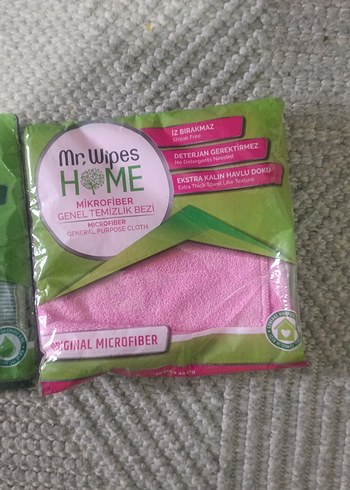 Mr. Wipes
HOME
MİKROFİBER
GENEL TEMİZLİK BEZİ
MICROFIBER
GENERAL PURPOSE CLOTH
İZ BIRAKMAZ
Streak Free
DETERJAN GEREKTİRMEZ
No Detergents Needed
EKSTRA KALIN HAVLU DOKU
Extra Thick Towel Like Texture
ORIGINAL MICROFIBER